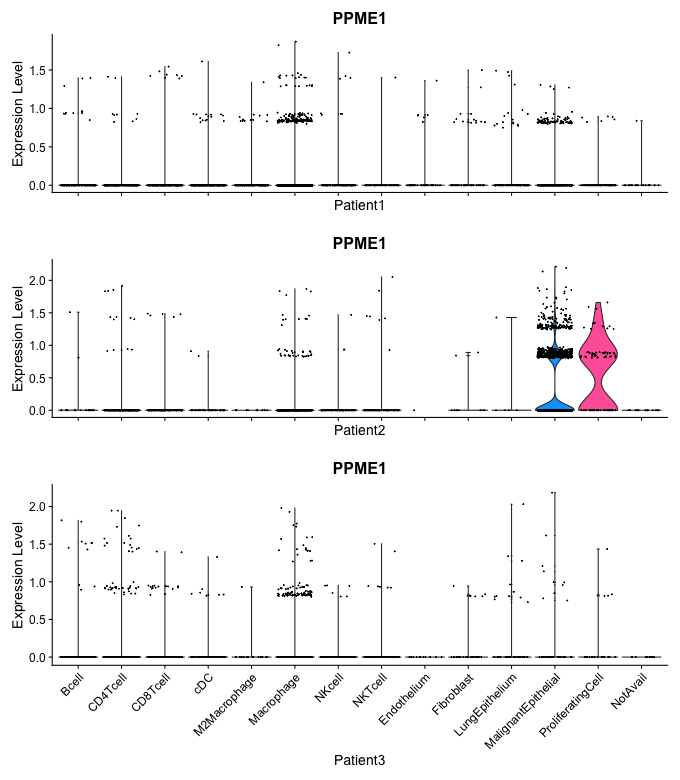 PPME1
Expression Level
1.5
1.0
0.5
0.0
Patient1
PPME1
Expression Level
2.0
1.5
1.0
0.5
0.0
Patient2
PPME1
Expression Level
2.0
1.5
1.0
0.5
0.0
Bcell
CD4Tcell
CD8Tcell
cDC
M2Macrophage
Macrophage
NKcell
NKTcell
Endothelium
Fibroblast
LungEpithelium
MalignantEpithelial
ProliferatingCell
NotAvail
Patient3